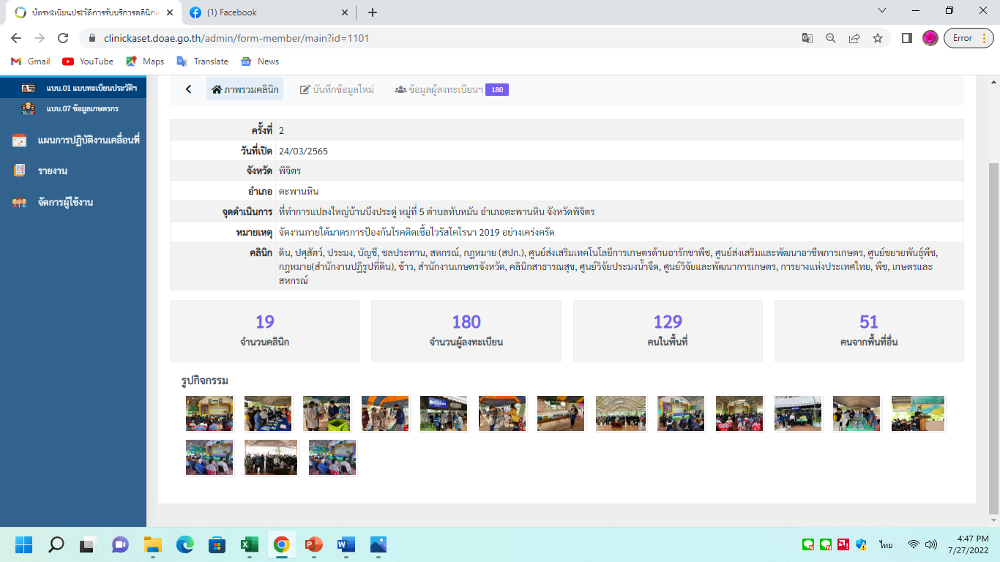 บัตรทะเบียนประวัติการรับบริการคลินิกเ
(1) Facebook
clinickaset.doae.go.th/admin/form-member/main?id=1101
Error
Gmail
YouTube
Maps
Translate
News
แบบ.01 แบบทะเบียนประวัติฯ
แบบ.07 ข้อมูลเกษตรกร
แผนการปฏิบัติงานเคลื่อนที่
รายงาน
จัดการผู้ใช้งาน
ภาพรวมคลินิก
บันทึกข้อมูลใหม่
ข้อมูลผู้ลงทะเบียนฯ 180
ครั้งที่ 2
วันที่เปิด 24/03/2565
จังหวัด พิจิตร
อำเภอ ตะพานหิน
จุดดำเนินการ ที่ทำการแปลงใหญ่บ้านบึงประดู่ หมู่ที่ 5 ตำบลทับหมัน อำเภอตะพานหิน จังหวัดพิจิตร
หมายเหตุ จัดงานภายใต้มาตรการป้องกันโรคติดเชื้อไวรัสโคโรนา 2019 อย่างเคร่งครัด
คลินิก ดิน, ปศุสัตว์, ประมง, บัญชี, ชลประทาน, สหกรณ์, กฎหมาย (สปก.), ศูนย์ส่งเสริมเทคโนโลยีการเกษตรด้านอารักขาพืช, ศูนย์ส่งเสริมและพัฒนาอาชีพการเกษตร, ศูนย์ขยายพันธุ์พืช,
กฎหมาย(สำนักงานปฏิรูปที่ดิน), ข้าว, สำนักงานเกษตรจังหวัด, คลินิกสาธารณสุข, ศูนย์วิจัยประมงน้ำจืด, ศูนย์วิจัยและพัฒนาการเกษตร, การยางแห่งประเทศไทย, พืช, เกษตรและ
สหกรณ์
19
จำนวนคลินิก
180
จำนวนผู้ลงทะเบียน
129
คนในพื้นที่
51
คนจากพื้นที่อื่น
รูปกิจกรรม
ไทย
4:47 PM
7/27/2022